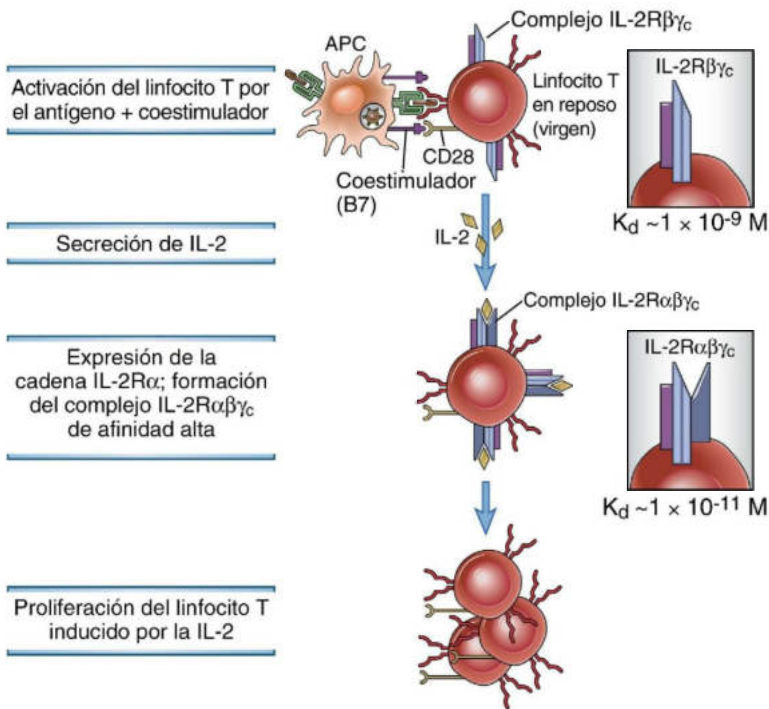 Complejo IL-2Rβγc
APC
Activación del linfocito T por
el antígeno + coestimulador
Linfocito T
en reposo
(virgen)
IL-2Rβγc
CD28
Coestimulador
(B7)
Kd ~1 × 10-9 M
Secreción de IL-2
IL-2
Complejo IL-2Rαβγc
Expresión de la
cadena IL-2Rα; formación
del complejo IL-2Rαβγc
de afinidad alta
IL-2Rαβγc
Kd ~1 × 10-11 M
Proliferación del linfocito T
inducido por la IL-2